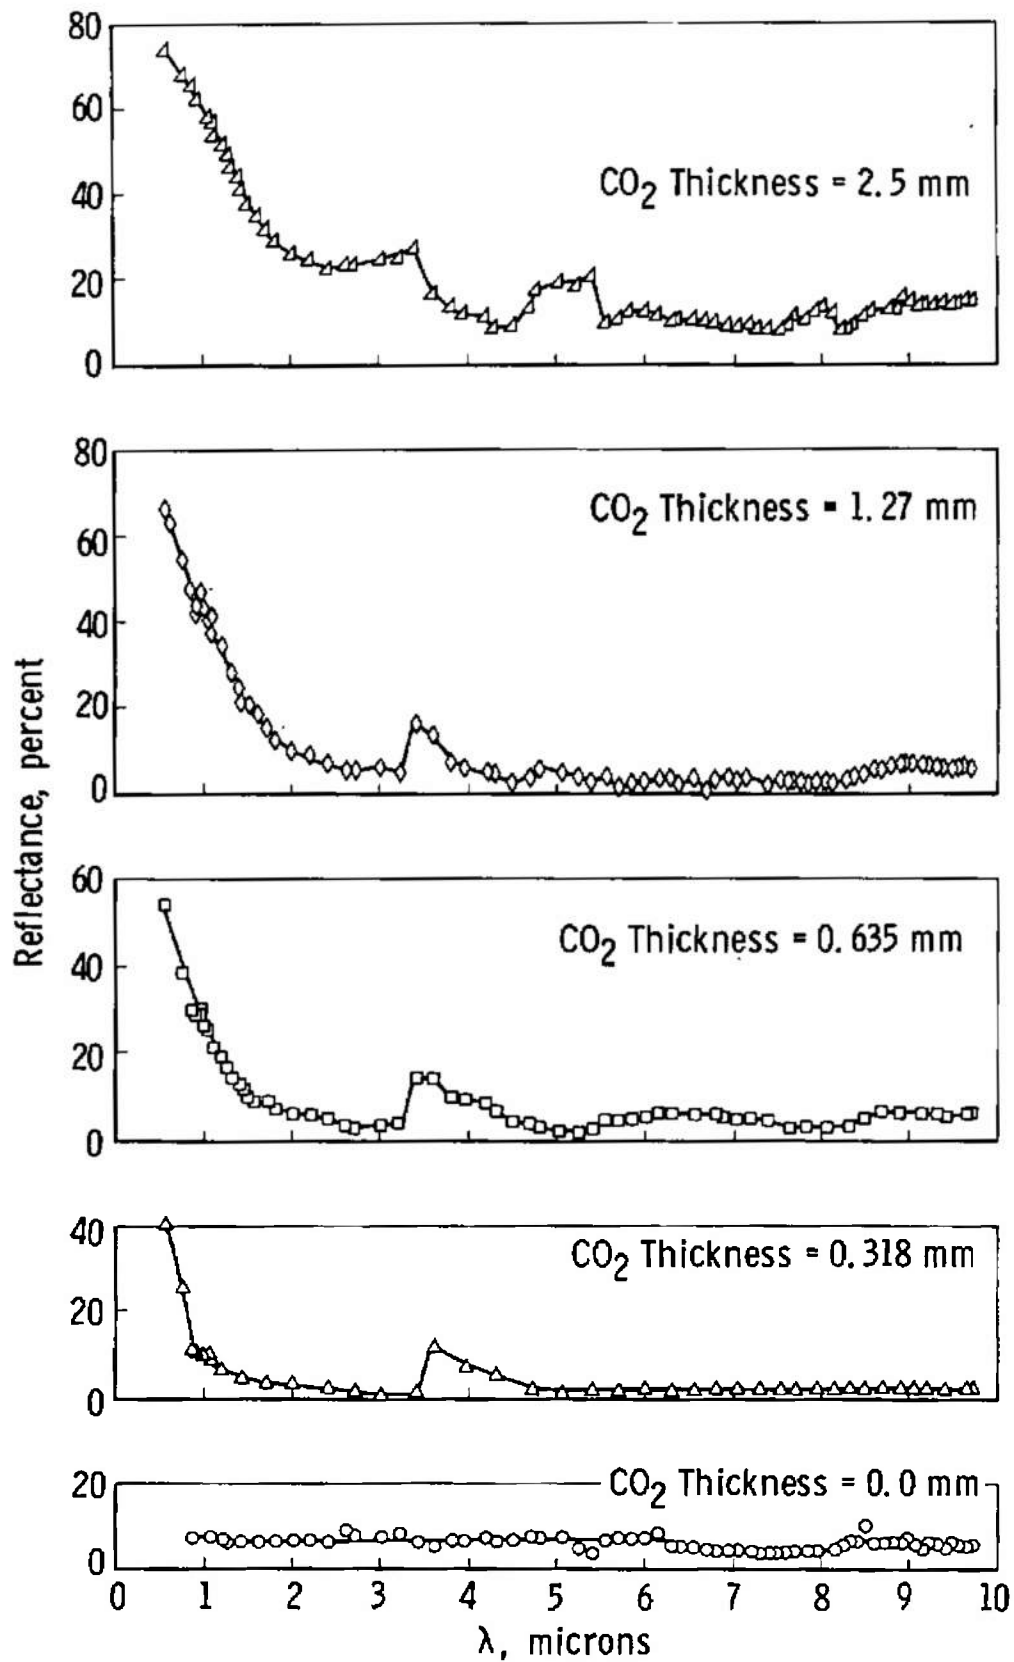 80
60
40
20
0
CO2 Thickness = 2.5 mm
80
60
40
20
0
CO2 Thickness = 1.27 mm
Reflectance, percent
60
40
20
0
CO2 Thickness = 0.635 mm
40
20
0
CO2 Thickness = 0.318 mm
20
0
CO2 Thickness = 0.0 mm
0 1 2 3 4 5 6 7 8 9 10
λ, microns